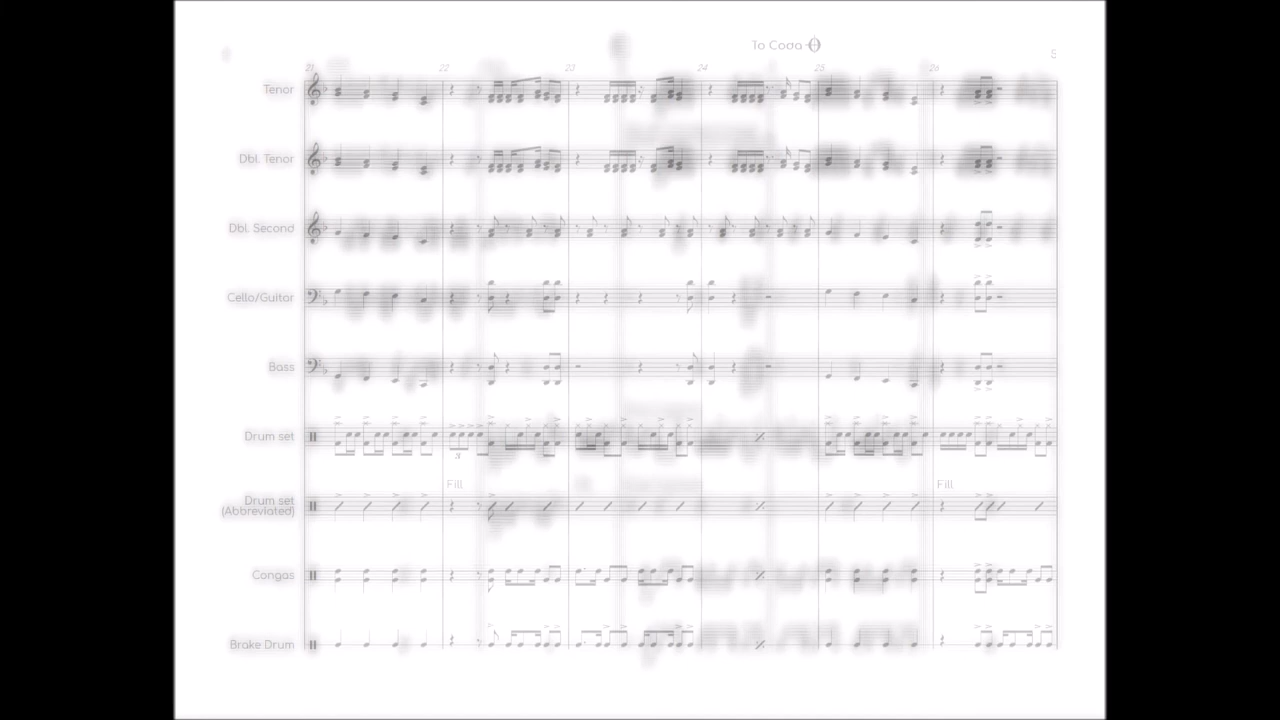 To Coda
21 22 23 24 25 26
Tenor
Dbl. Tenor
Dbl. Second
Cello/Guitar
Bass
Drum set
3
Fill Fill
Drum set
(Abbreviated)
Congas
Brake Drum